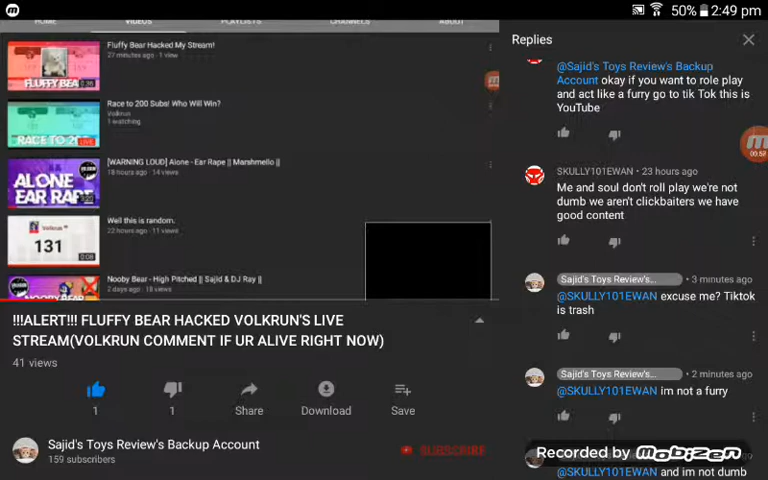 50% 2:49 pm
HOME VIDEOS PLAYLISTS CHANNELS ABOUT
Fluffy Bear Hacked My Stream!
27 minutes ago • 1 view
FLUFFY BEA
0:36
Race to 200 Subs! Who Will Win?
Volkrun
1 watching
RACE TO 2
LIVE
[WARNING LOUD] Alone - Ear Rape || Marshmello ||
18 hours ago • 14 views
ALONE
EAR RAP
Well this is random.
22 hours ago • 11 views
Volkrun
131
0:08
Nooby Bear - High Pitched || Sajid & DJ Ray ||
2 days ago • 18 views
!!!ALERT!!! FLUFFY BEAR HACKED VOLKRUN'S LIVE
STREAM(VOLKRUN COMMENT IF UR ALIVE RIGHT NOW)
41 views
1 1 Share Download Save
Sajid's Toys Review's Backup Account
159 subscribers
SUBSCRIBE
Replies
@Sajid's Toys Review's Backup
Account okay if you want to role play
and act like a furry go to tik Tok this is
YouTube
00:52
SKULLY101EWAN • 23 hours ago
Me and soul don't roll play we're not
dumb we aren't clickbaiters we have
good content
Sajid's Toys Review's... • 3 minutes ago
@SKULLY101EWAN excuse me? Tiktok
is trash
Sajid's Toys Review's... • 2 minutes ago
@SKULLY101EWAN im not a furry
Recorded by Mobizen
@SKULLY101EWAN and im not dumb